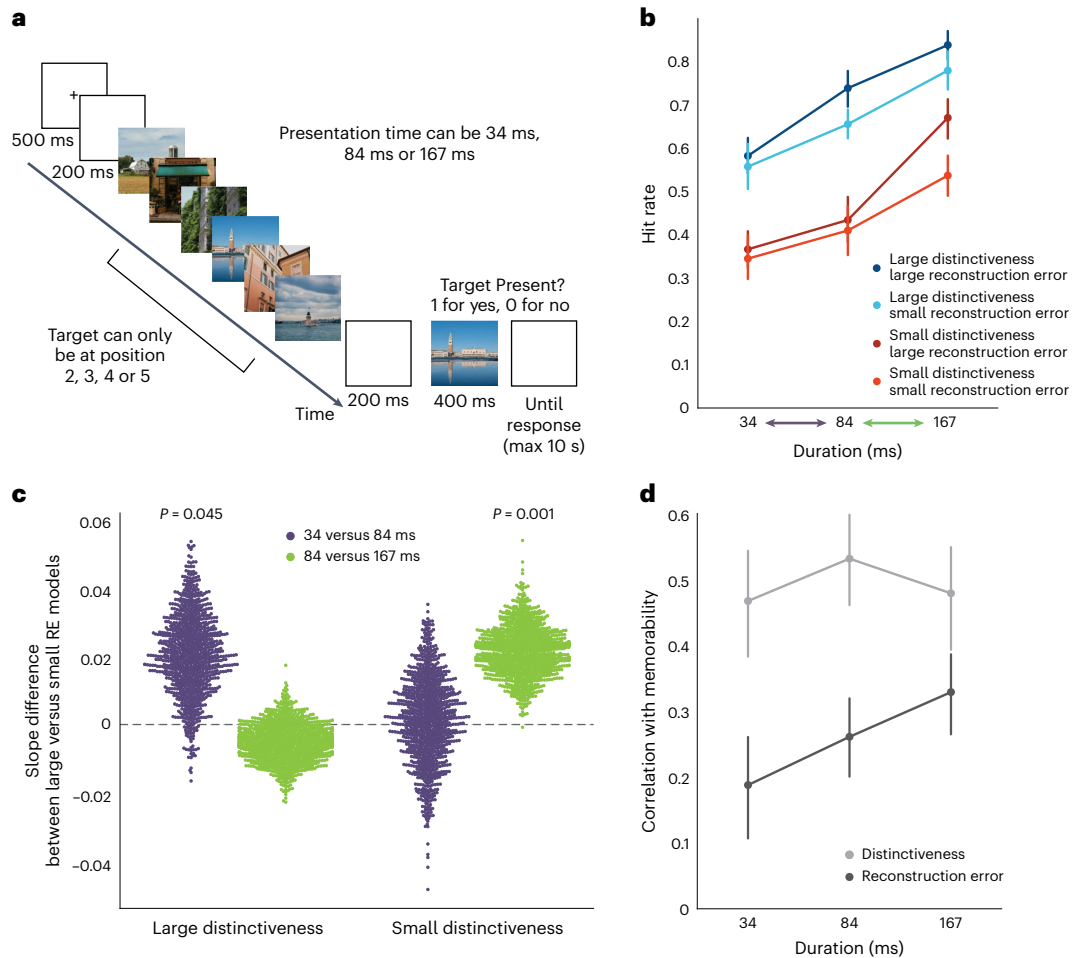 a
500 ms
200 ms
Presentation time can be 34 ms,
84 ms or 167 ms
Target can only
be at position
2, 3, 4 or 5
Time
200 ms
Target Present?
1 for yes, 0 for no
400 ms
Until
response
(max 10 s)
b
Hit rate
0.8
0.7
0.6
0.5
0.4
0.3
0.2
0.1
0
Large distinctiveness
large reconstruction error
Large distinctiveness
small reconstruction error
Small distinctiveness
large reconstruction error
Small distinctiveness
small reconstruction error
34
84
167
Duration (ms)
c
Slope difference
between large versus small RE models
0.06
0.04
0.02
0
–0.02
–0.04
P = 0.045
34 versus 84 ms
84 versus 167 ms
P = 0.001
Large distinctiveness
Small distinctiveness
d
Correlation with memorability
0.6
0.5
0.4
0.3
0.2
0.1
0
Distinctiveness
Reconstruction error
34
84
167
Duration (ms)